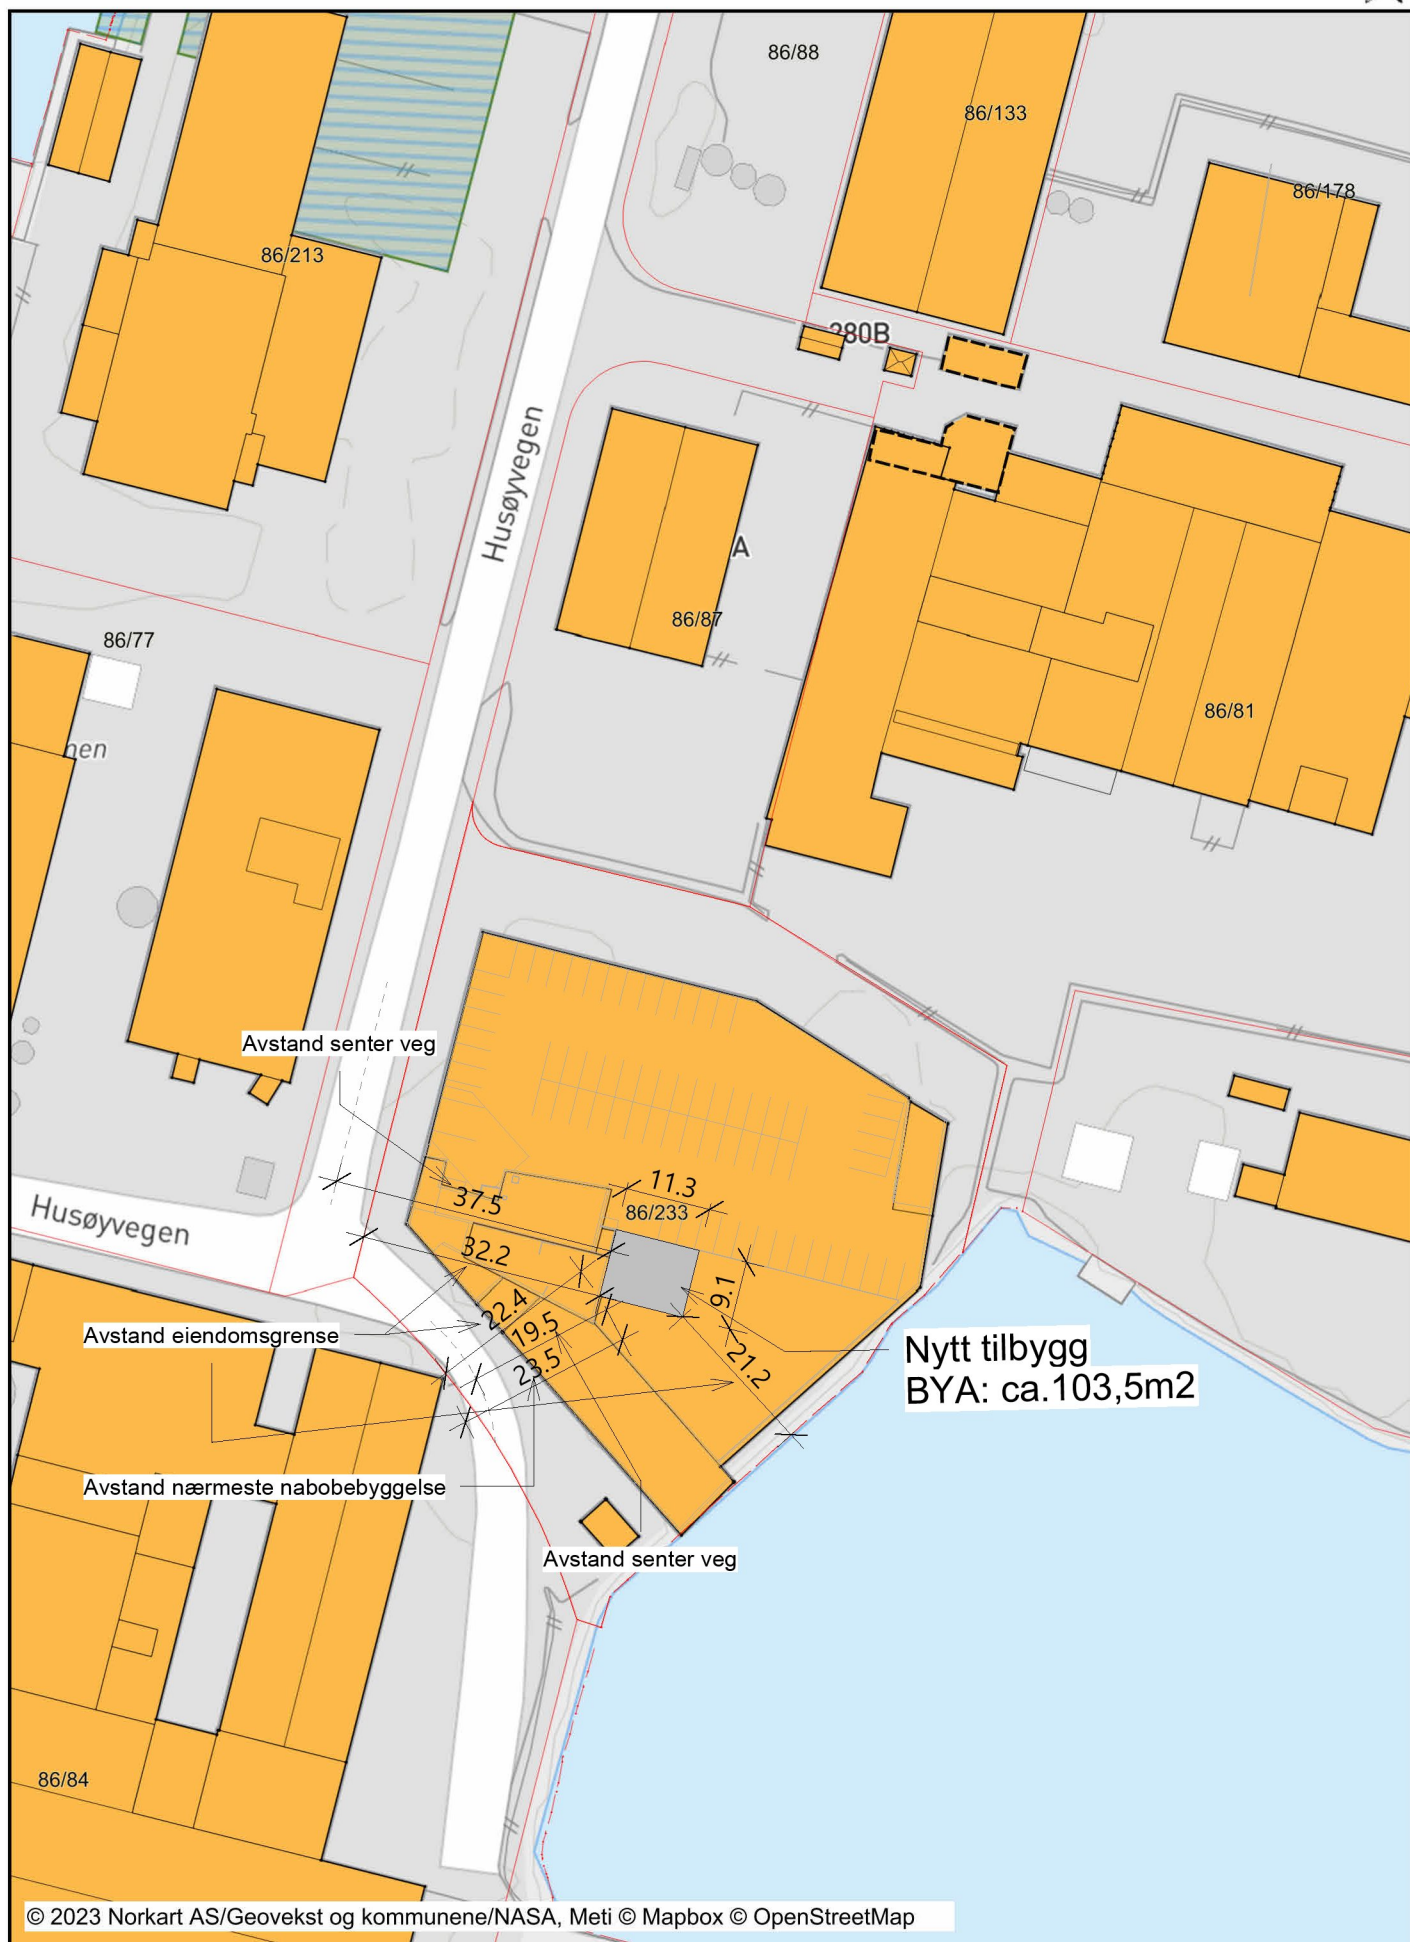 86/88
86/133
86/178
86/213
280B
Husøyvegen
A
86/87
86/77
nen
86/81
Avstand senter veg
11.3
37.5
86/233
Husøyvegen
32.2
9.1
22.4
19.5
23.5
21.2
Avstand eiendomsgrense
Nytt tilbygg
BYA: ca.103,5m2
Avstand nærmeste nabobebyggelse
Avstand senter veg
86/84
© 2023 Norkart AS/Geovekst og kommunene/NASA, Meti © Mapbox © OpenStreetMap